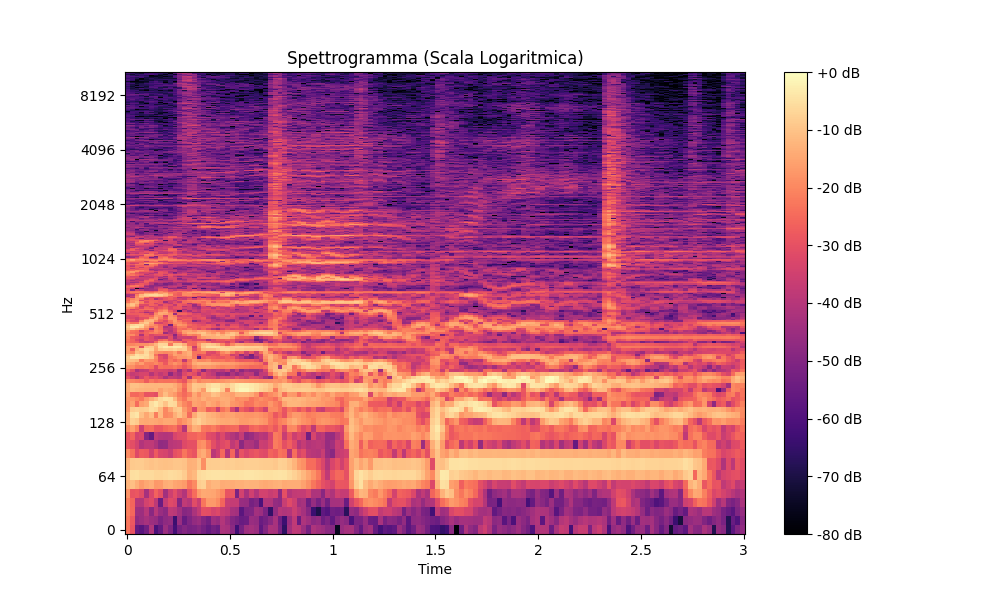 Spettrogramma (Scala Logaritmica)
Hz
8192
4096
2048
1024
512
256
128
64
0
0 0.5 1 1.5 2 2.5 3
Time
+0 dB
-10 dB
-20 dB
-30 dB
-40 dB
-50 dB
-60 dB
-70 dB
-80 dB